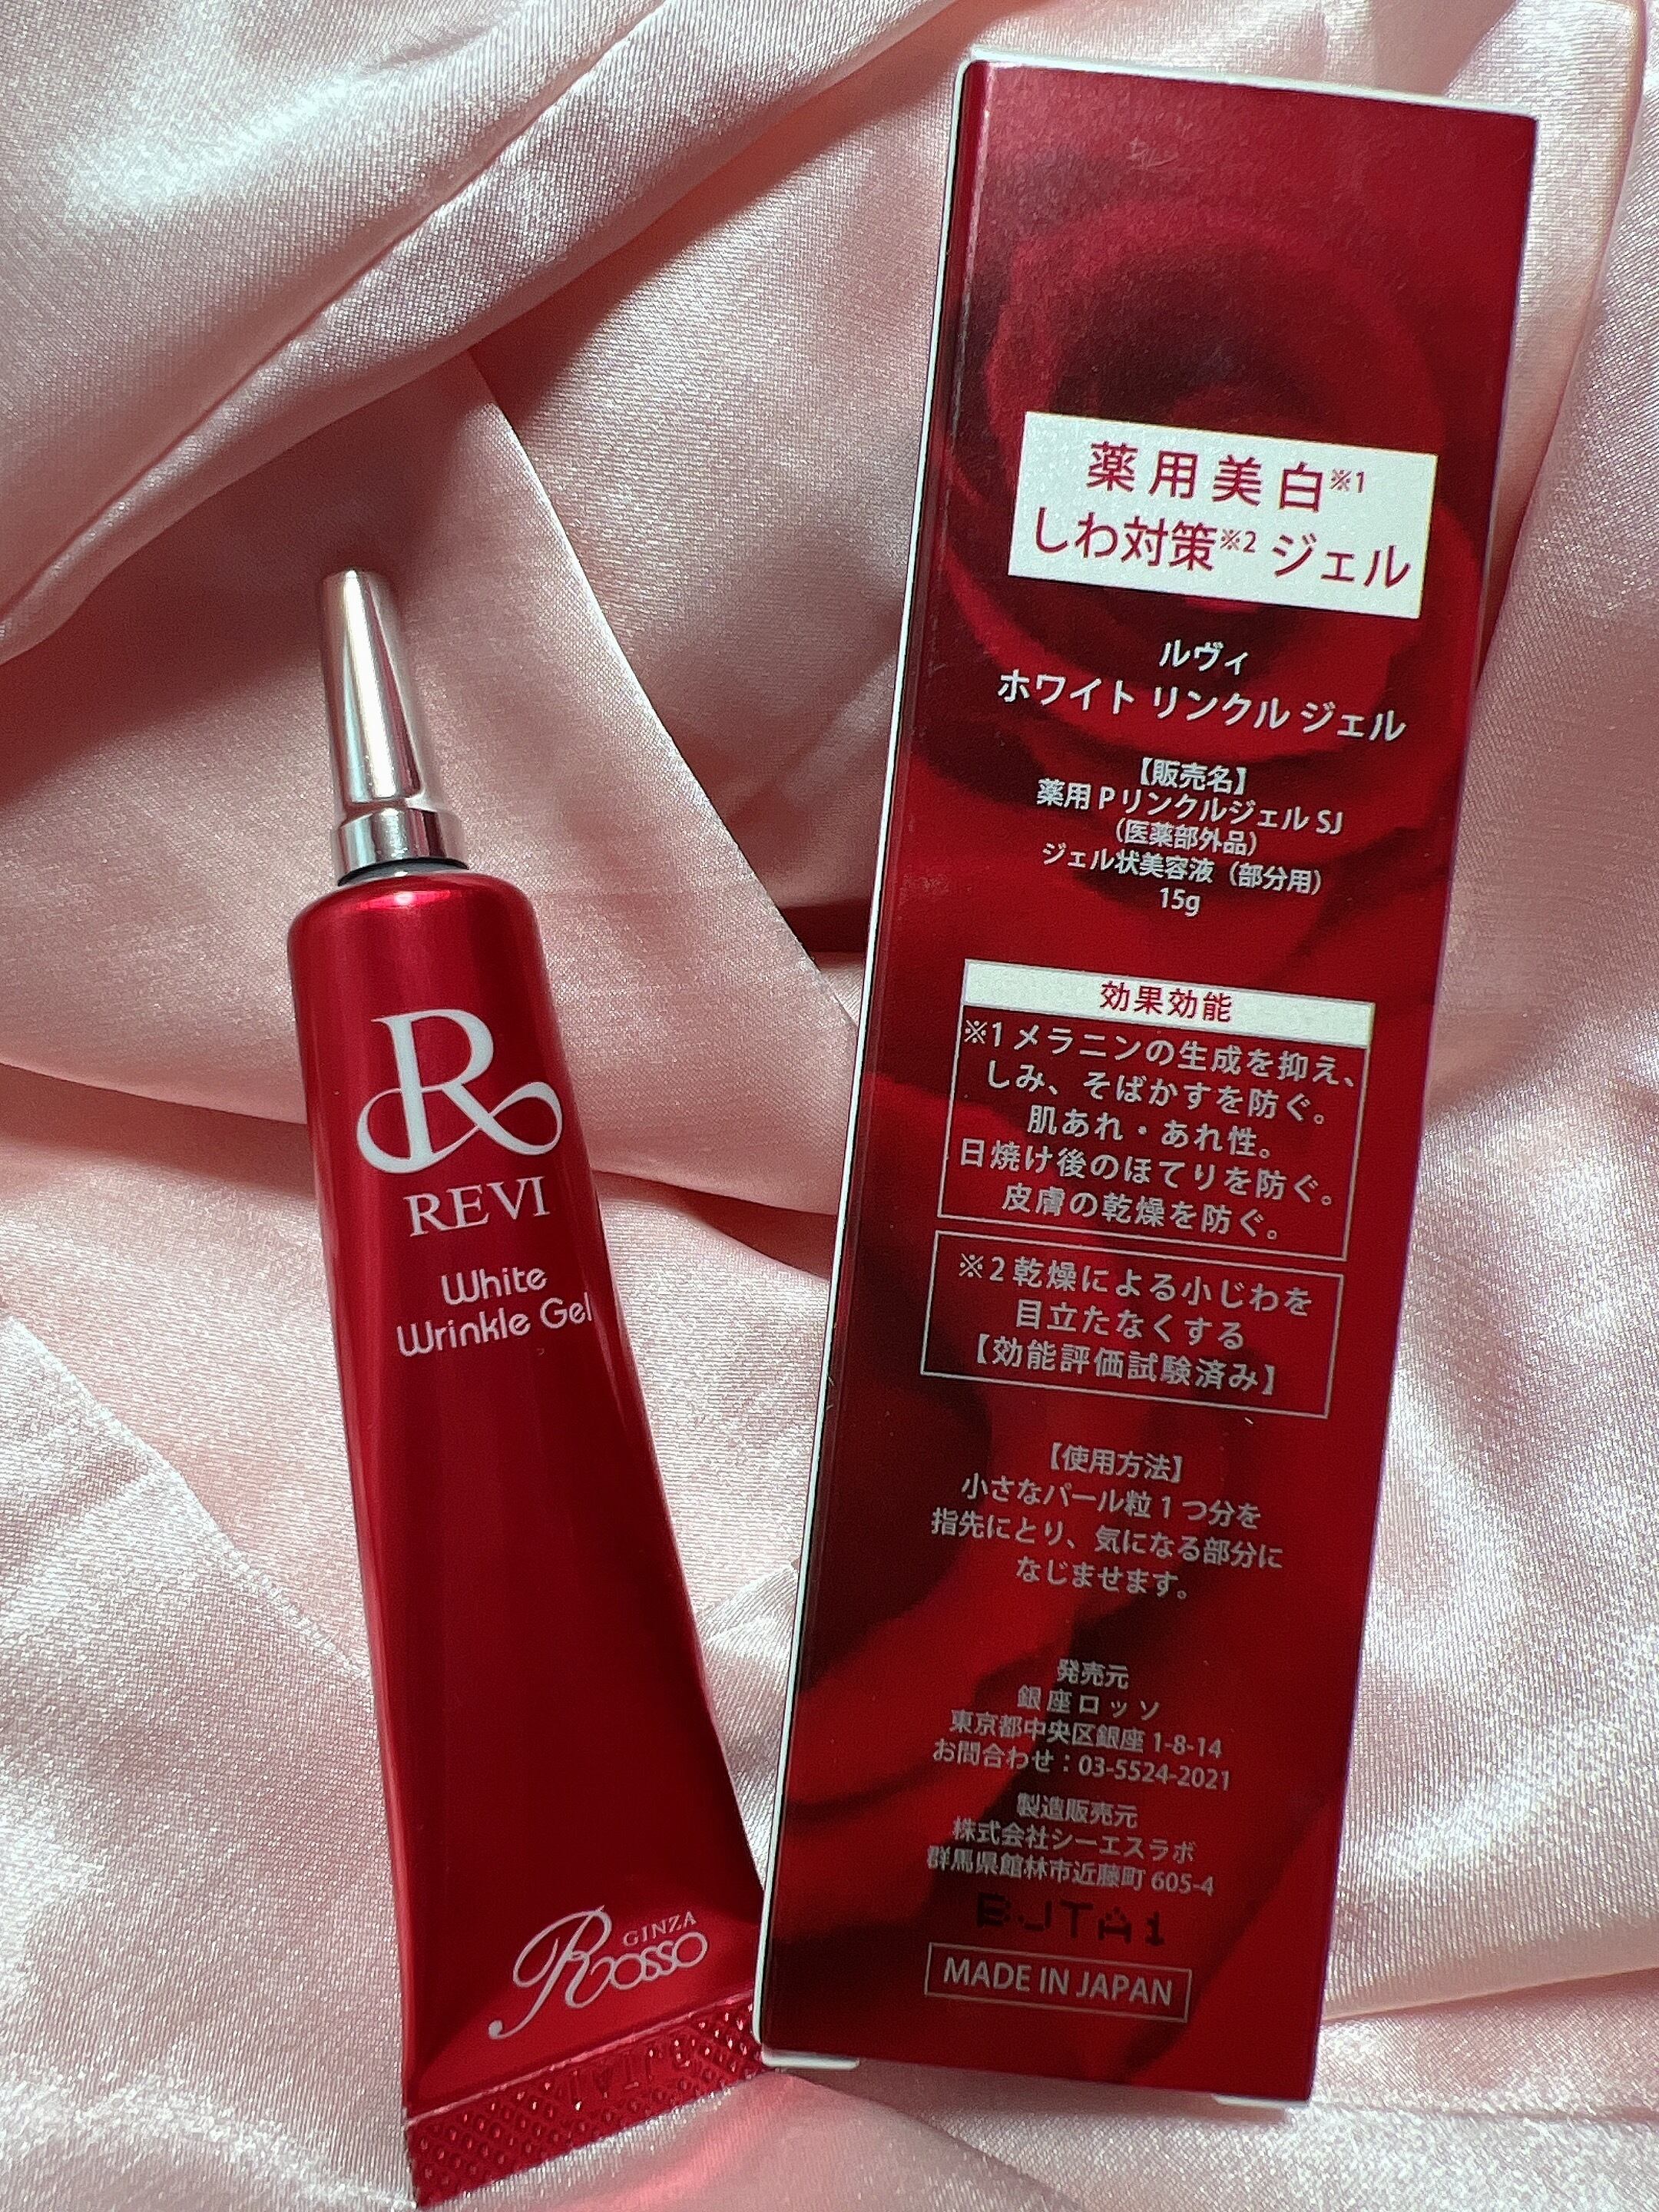 R
REVI
White
Wrinkle Gel
GINZA
Rosso
薬用美白※1
しわ対策※2 ジェル
ルヴィ
ホワイト リンクル ジェル
【販売名】
薬用 P リンクルジェル SJ
（医薬部外品）
ジェル状美容液（部分用）
15g
効果効能
※1 メラニンの生成を抑え、
しみ、そばかすを防ぐ。
肌あれ・あれ性。
日焼け後のほてりを防ぐ。
皮膚の乾燥を防ぐ。
※2 乾燥による小じわを
目立たなくする
【効能評価試験済み】
【使用方法】
小さなパール粒 1 つ分を
指先にとり、気になる部分に
なじませます。
発売元
銀座ロッソ
東京都中央区銀座 1-8-14
お問合わせ：03-5524-2021
製造販売元
株式会社シーエスラボ
群馬県館林市近藤町 605-4
BJTA1
MADE IN JAPAN